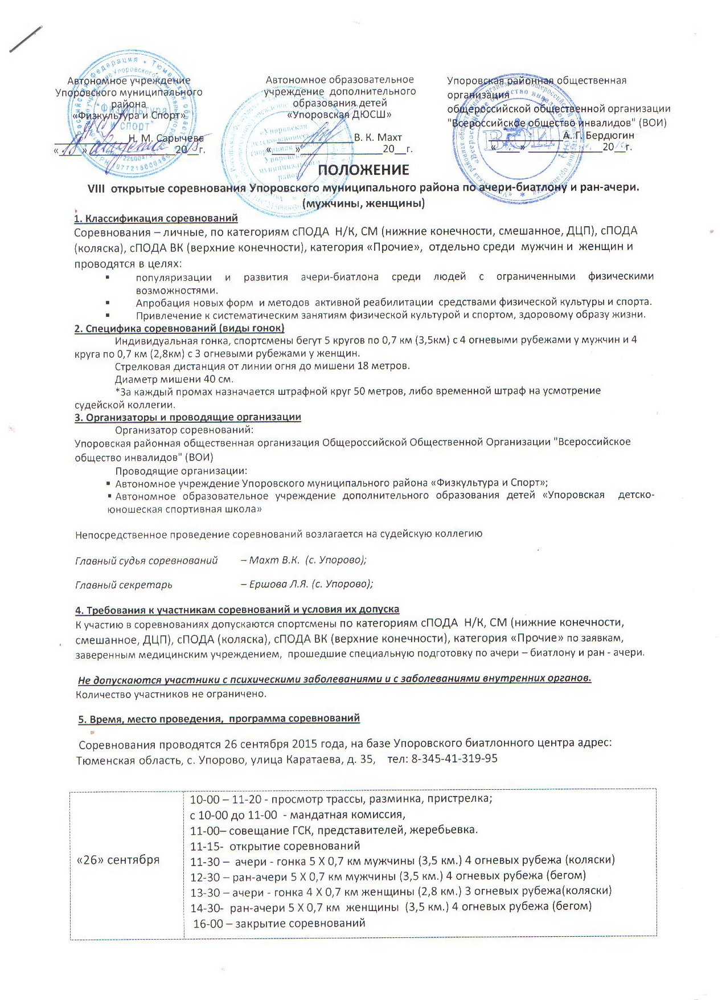 Автономное учреждение
Упоровского муниципального
района
«Физкультура и Спорт»
Н. М. Сарычева
«18» 2015г.
Автономное образовательное
учреждение дополнительного
образования детей
«Упоровская ДЮСШ»
В. К. Махт
«____»________________20__г.
Упоровская районная общественная
организация
общероссийской общественной организации
"Всероссийское общество инвалидов" (ВОИ)
А. Г. Бердюгин
«____» ______________20__г.
ПОЛОЖЕНИЕ
VIII открытые соревнования Упоровского муниципального района по ачери-биатлону и ран-ачери.
(мужчины, женщины)
1. Классификация соревнований
Соревнования – личные, по категориям сПОДА Н/К, СМ (нижние конечности, смешанное, ДЦП), сПОДА
(коляска), сПОДА ВК (верхние конечности), категория «Прочие», отдельно среди мужчин и женщин и
проводятся в целях:
▪ популяризации и развития ачери-биатлона среди людей с ограниченными физическими
возможностями.
▪ Апробация новых форм и методов активной реабилитации средствами физической культуры и спорта.
▪ Привлечение к систематическим занятиям физической культурой и спортом, здоровому образу жизни.
2. Специфика соревнований (виды гонок)
Индивидуальная гонка, спортсмены бегут 5 кругов по 0,7 км (3,5км) с 4 огневыми рубежами у мужчин и 4
круга по 0,7 км (2,8км) с 3 огневыми рубежами у женщин.
Стрелковая дистанция от линии огня до мишени 18 метров.
Диаметр мишени 40 см.
*За каждый промах назначается штрафной круг 50 метров, либо временной штраф на усмотрение
судейской коллегии.
3. Организаторы и проводящие организации
Организатор соревнований:
Упоровская районная общественная организация Общероссийской Общественной Организации "Всероссийское
общество инвалидов" (ВОИ)
Проводящие организации:
▪ Автономное учреждение Упоровского муниципального района «Физкультура и Спорт»;
▪ Автономное образовательное учреждение дополнительного образования детей «Упоровская детско-
юношеская спортивная школа»
Непосредственное проведение соревнований возлагается на судейскую коллегию
Главный судья соревнований – Махт В.К. (с. Упорово);
Главный секретарь – Ершова Л.Я. (с. Упорово);
4. Требования к участникам соревнований и условия их допуска
К участию в соревнованиях допускаются спортсмены по категориям сПОДА Н/К, СМ (нижние конечности,
смешанное, ДЦП), сПОДА (коляска), сПОДА ВК (верхние конечности), категория «Прочие» по заявкам,
заверенным медицинским учреждением, прошедшие специальную подготовку по ачери – биатлону и ран - ачери.
Не допускаются участники с психическими заболеваниями и с заболеваниями внутренних органов.
Количество участников не ограничено.
5. Время, место проведения, программа соревнований
Соревнования проводятся 26 сентября 2015 года, на базе Упоровского биатлонного центра адрес:
Тюменская область, с. Упорово, улица Каратаева, д. 35, тел: 8-345-41-319-95
«26» сентября
10-00 – 11-20 - просмотр трассы, разминка, пристрелка;
с 10-00 до 11-00 - мандатная комиссия,
11-00– совещание ГСК, представителей, жеребьевка.
11-15- открытие соревнований
11-30 – ачери - гонка 5 Х 0,7 км мужчины (3,5 км.) 4 огневых рубежа (коляски)
12-30 – ран-ачери 5 Х 0,7 км мужчины (3,5 км.) 4 огневых рубежа (бегом)
13-30 – ачери - гонка 4 Х 0,7 км женщины (2,8 км.) 3 огневых рубежа(коляски)
14-30- ран-ачери 5 Х 0,7 км женщины (3,5 км.) 4 огневых рубежа (бегом)
16-00 – закрытие соревнований